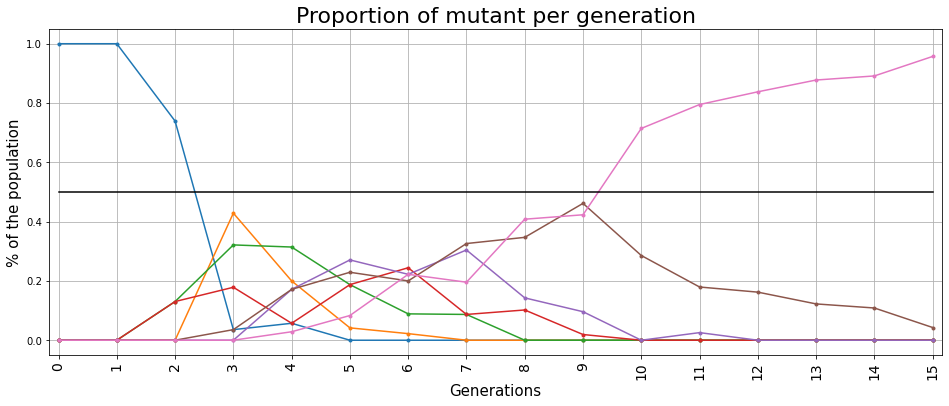 Proportion of mutant per generation
% of the population
1.0
0.8
0.6
0.4
0.2
0.0
0 1 2 3 4 5 6 7 8 9 10 11 12 13 14 15
Generations